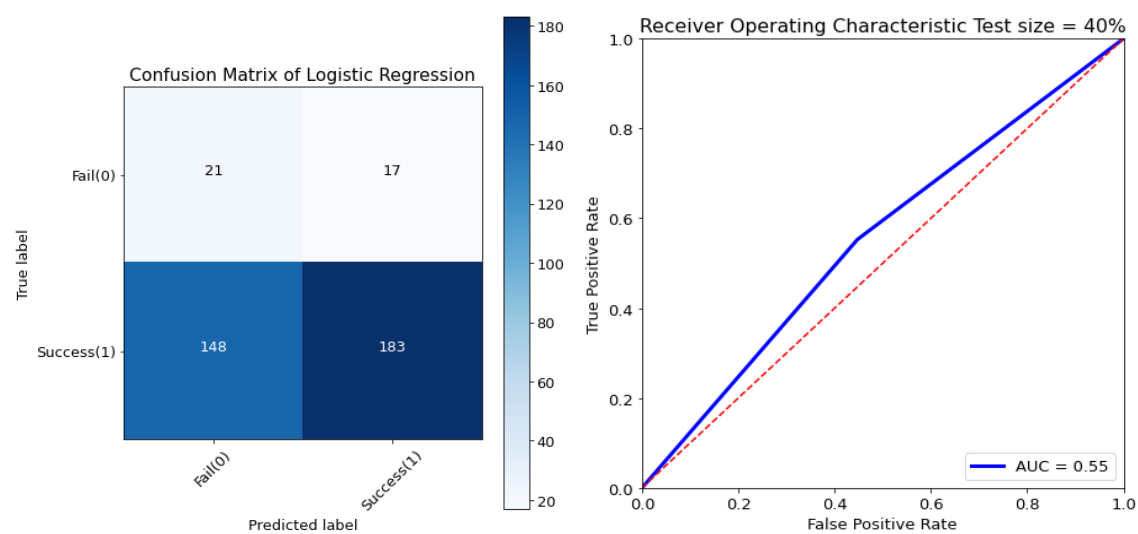 Confusion Matrix of Logistic Regression
True label
Fail(0)
Success(1)
21
17
148
183
Fail(0)
Success(1)
Predicted label
180
160
140
120
100
80
60
40
20
Receiver Operating Characteristic Test size = 40%
True Positive Rate
1.0
0.8
0.6
0.4
0.2
0.0
0.0
0.2
0.4
0.6
0.8
1.0
False Positive Rate
AUC = 0.55